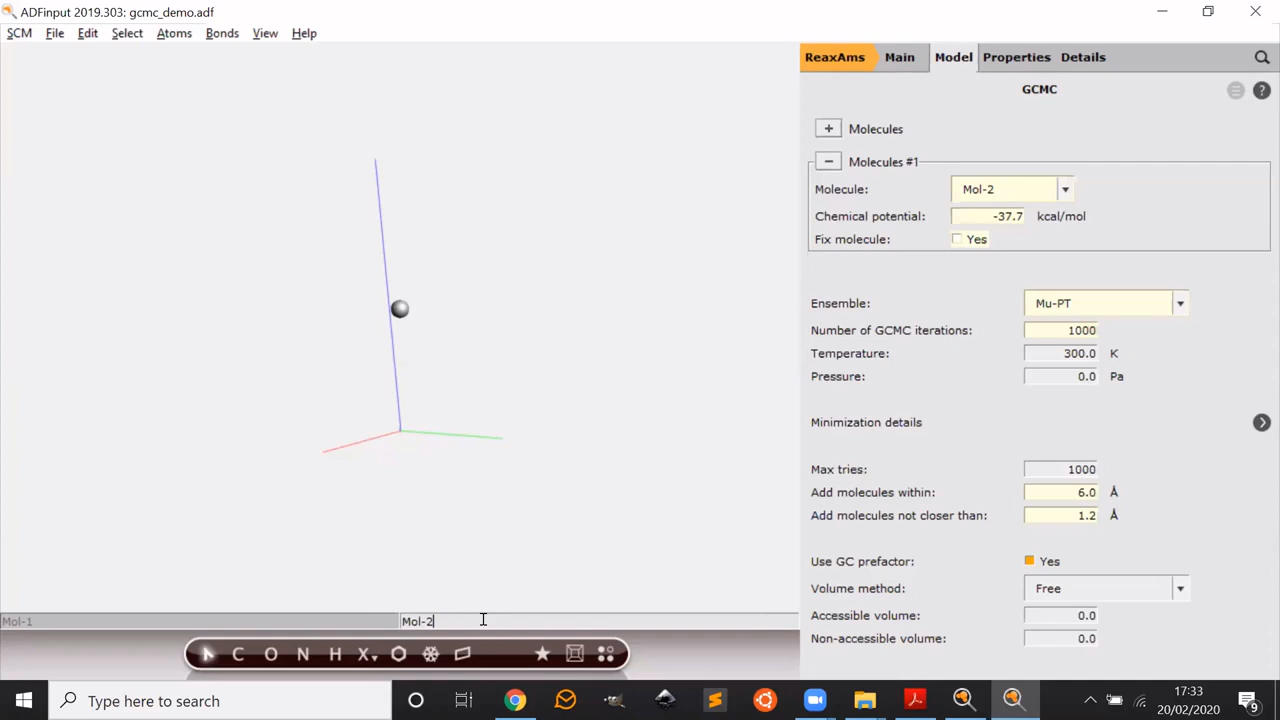 ADFinput 2019.303: gcmc_demo.adf
SCM File Edit Select Atoms Bonds View Help
ReaxAms Main Model Properties Details
GCMC
+ Molecules
− Molecules #1
Molecule: Mol-2
Chemical potential: -37.7 kcal/mol
Fix molecule: Yes
Ensemble: Mu-PT
Number of GCMC iterations: 1000
Temperature: 300.0 K
Pressure: 0.0 Pa
Minimization details
Max tries: 1000
Add molecules within: 6.0 Å
Add molecules not closer than: 1.2 Å
Use GC prefactor: Yes
Volume method: Free
Accessible volume: 0.0
Non-accessible volume: 0.0
Mol-1 Mol-2
C O N H X
Type here to search
17:33
20/02/2020
9